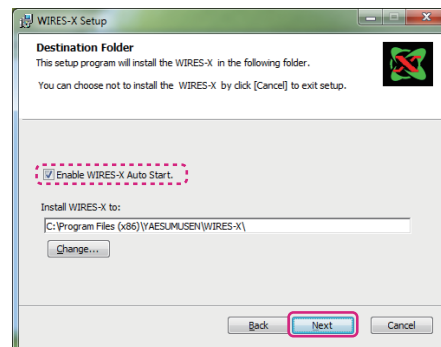 WIRES-X Setup
Destination Folder
This setup program will install the WIRES-X in the following folder.
You can choose not to install the WIRES-X by click [Cancel] to exit setup.
Enable WIRES-X Auto Start.
Install WIRES-X to:
C:\Program Files (x86)\YAESUMUSEN\WIRES-X\
Change...
Back Next Cancel